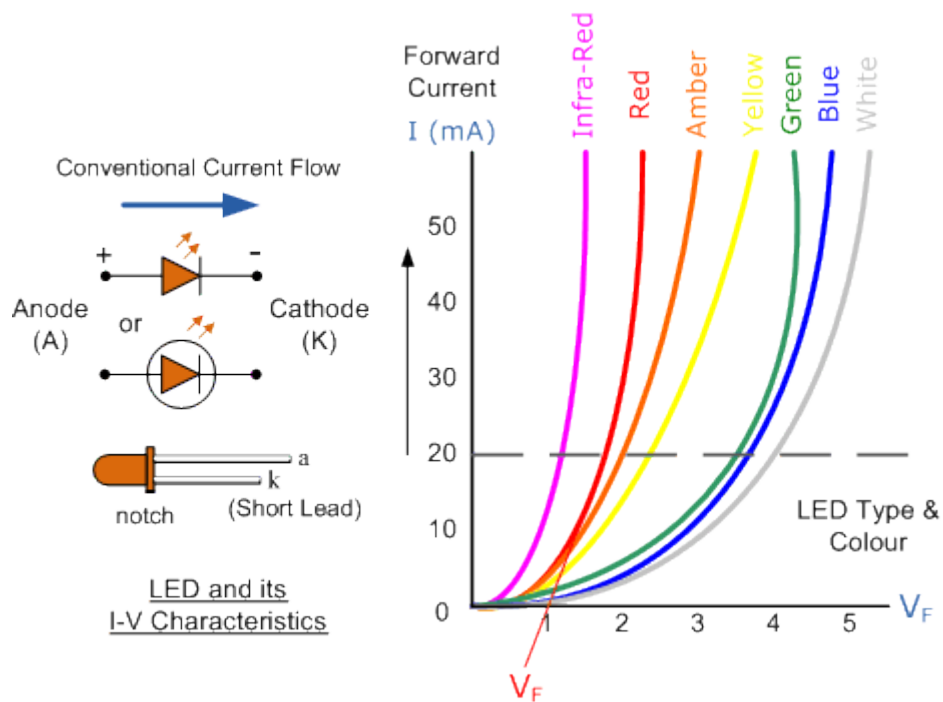 Conventional Current Flow
+
-
Anode
(A)
or
Cathode
(K)
a
k
notch
(Short Lead)
LED and its
I-V Characteristics
Forward
Current
I (mA)
Infra-Red
Red
Amber
Yellow
Green
Blue
White
50
40
30
20
10
0
1
2
3
4
5
V_F
V_F
LED Type &
Colour